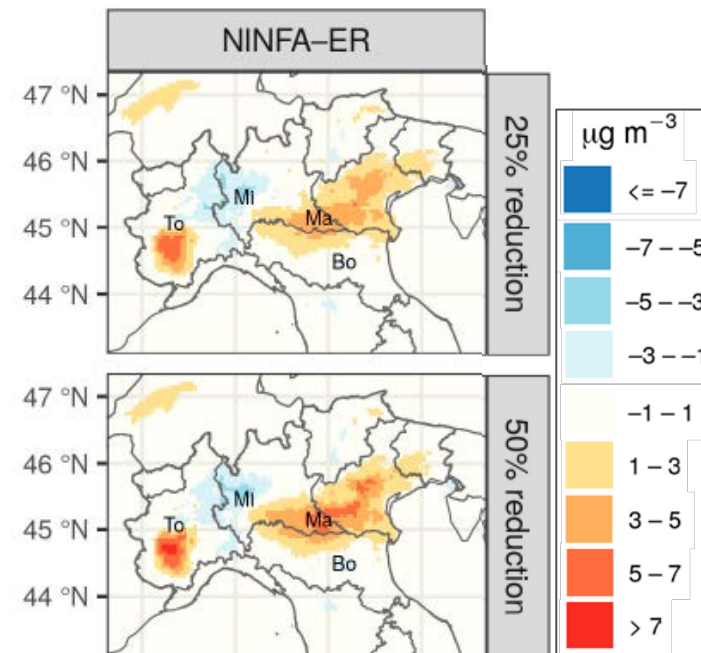 NINFA–ER
47 °N
46 °N
45 °N
44 °N
Mi
To
Ma
Bo
25% reduction
47 °N
46 °N
45 °N
44 °N
Mi
To
Ma
Bo
50% reduction
μg m⁻³
<= −7
−7 – −5
−5 – −3
−3 – −1
−1 – 1
1 – 3
3 – 5
5 – 7
> 7